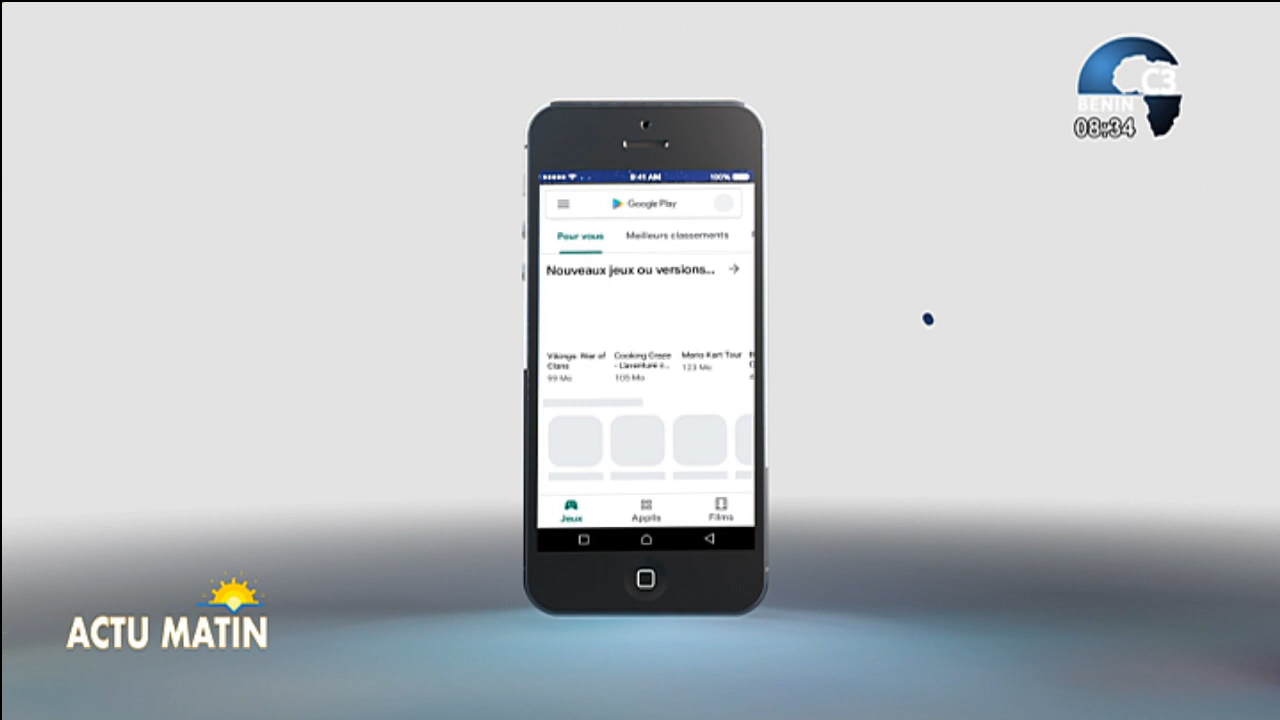 C3
BENIN
08:34
9:41 AM
100%
Google Play
Pour vous
Meilleurs classements
Nouveaux jeux ou versions...
Vikings: War of Clans
99 Mo
Cooking Craze - L'aventure c...
105 Mo
Mario Kart Tour
123 Mo
Jeux
Applis
Films
ACTU MATIN